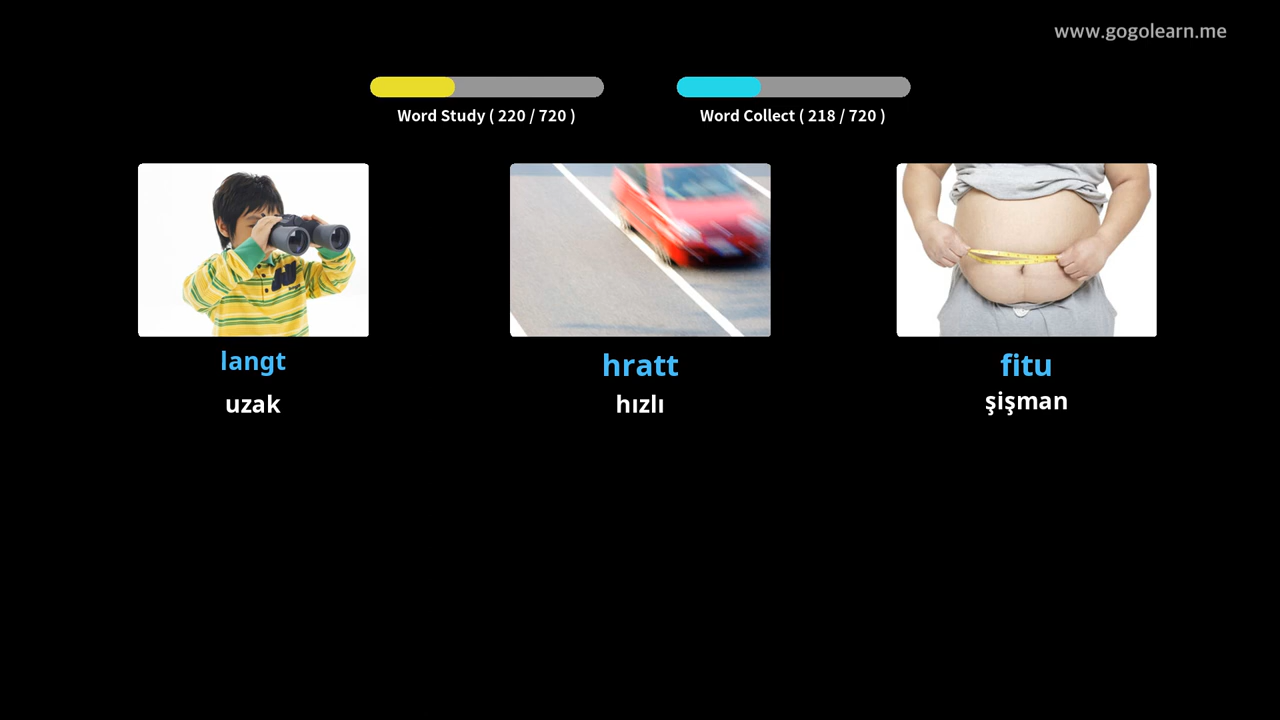 www.gogolearn.me
Word Study ( 220 / 720 )
Word Collect ( 218 / 720 )
langt
hratt
fitu
uzak
hızlı
şişman